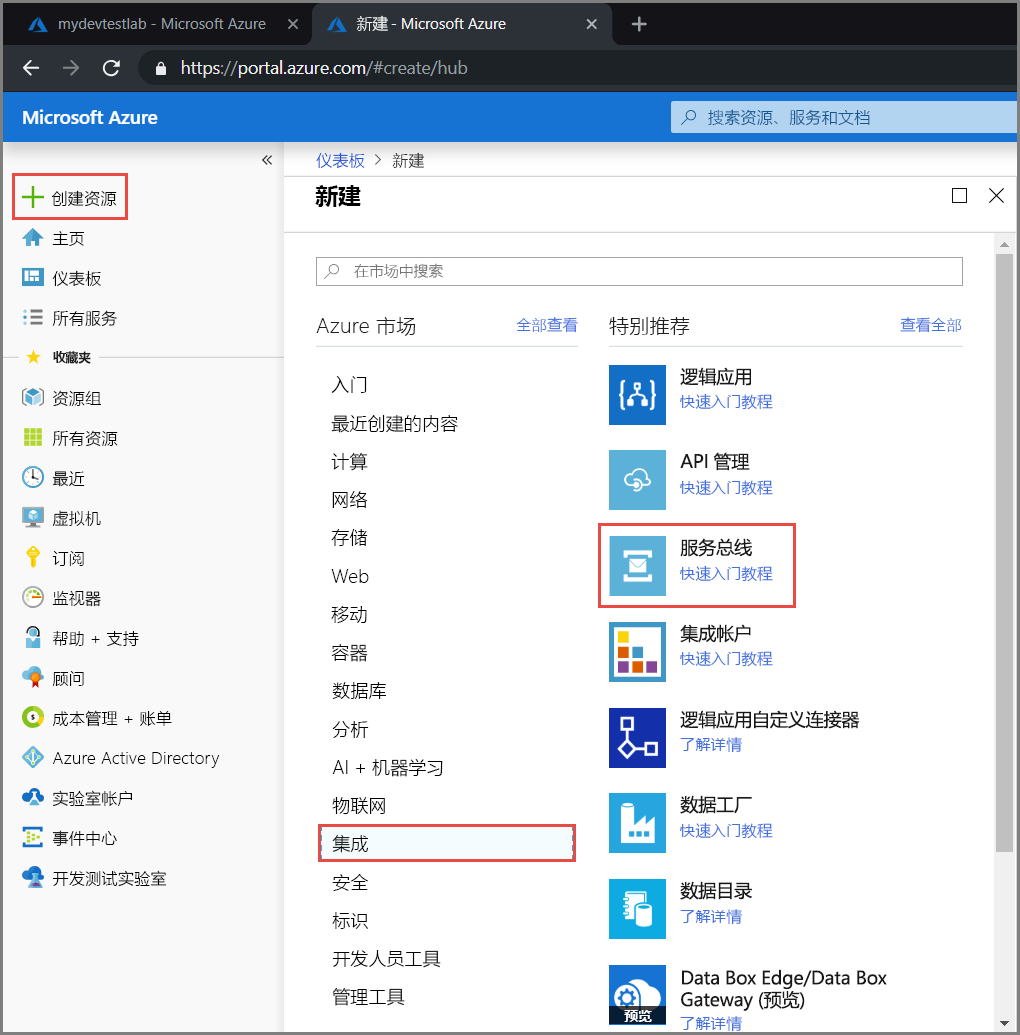 mydevtestlab - Microsoft Azure
新建 - Microsoft Azure
https://portal.azure.com/#create/hub
Microsoft Azure
搜索资源、服务和文档
创建资源
主页
仪表板
所有服务
收藏夹
资源组
所有资源
最近
虚拟机
订阅
监视器
帮助 + 支持
顾问
成本管理 + 账单
Azure Active Directory
实验室帐户
事件中心
开发测试实验室
仪表板 > 新建
新建
在市场中搜索
Azure 市场
全部查看
入门
最近创建的内容
计算
网络
存储
Web
移动
容器
数据库
分析
AI + 机器学习
物联网
集成
安全
标识
开发人员工具
管理工具
特别推荐
查看全部
逻辑应用
快速入门教程
API 管理
快速入门教程
服务总线
快速入门教程
集成帐户
快速入门教程
逻辑应用自定义连接器
了解详情
数据工厂
快速入门教程
数据目录
了解详情
Data Box Edge/Data Box
Gateway (预览)
预览
了解详情